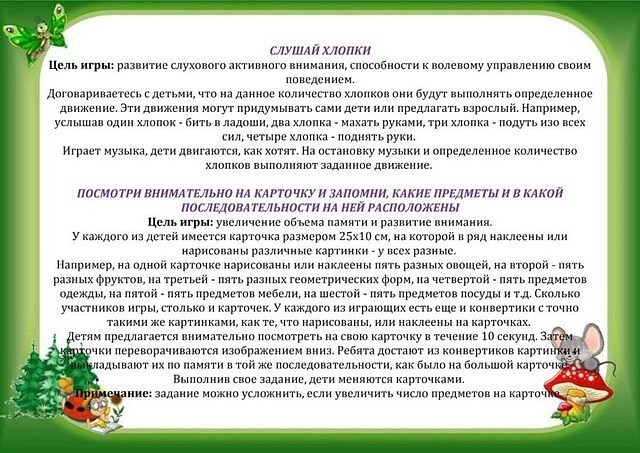 СЛУШАЙ ХЛОПКИ
Цель игры: развитие слухового активного внимания, способности к волевому управлению своим
поведением.
Договариваетесь с детьми, что на данное количество хлопков они будут выполнять определенное
движение. Эти движения могут придумывать сами дети или предлагать взрослый. Например,
услышав один хлопок - бить в ладоши, два хлопка - махать руками, три хлопка - подуть изо всех
сил, четыре хлопка - поднять руки.
Играет музыка, дети двигаются, как хотят. На остановку музыки и определенное количество
хлопков выполняют заданное движение.
ПОСМОТРИ ВНИМАТЕЛЬНО НА КАРТОЧКУ И ЗАПОМНИ, КАКИЕ ПРЕДМЕТЫ И В КАКОЙ
ПОСЛЕДОВАТЕЛЬНОСТИ НА НЕЙ РАСПОЛОЖЕНЫ
Цель игры: увеличение объема памяти и развитие внимания.
У каждого из детей имеется карточка размером 25х10 см, на которой в ряд наклеены или
нарисованы различные картинки - у всех разные.
Например, на одной карточке нарисованы или наклеены пять разных овощей, на второй - пять
разных фруктов, на третьей - пять разных геометрических форм, на четвертой - пять предметов
одежды, на пятой - пять предметов мебели, на шестой - пять предметов посуды и т.д. Сколько
участников игры, столько и карточек. У каждого из играющих есть еще и конвертики с точно
такими же картинками, как те, что нарисованы, или наклеены на карточках.
Детям предлагается внимательно посмотреть на свою карточку в течение 10 секунд. Затем
карточки переворачиваются изображением вниз. Ребята достают из конвертиков картинки и
выкладывают их по памяти в той же последовательности, как было на большой карточке.
Выполнив свое задание, дети меняются карточками.
Примечание: задание можно усложнить, если увеличить число предметов на карточке.